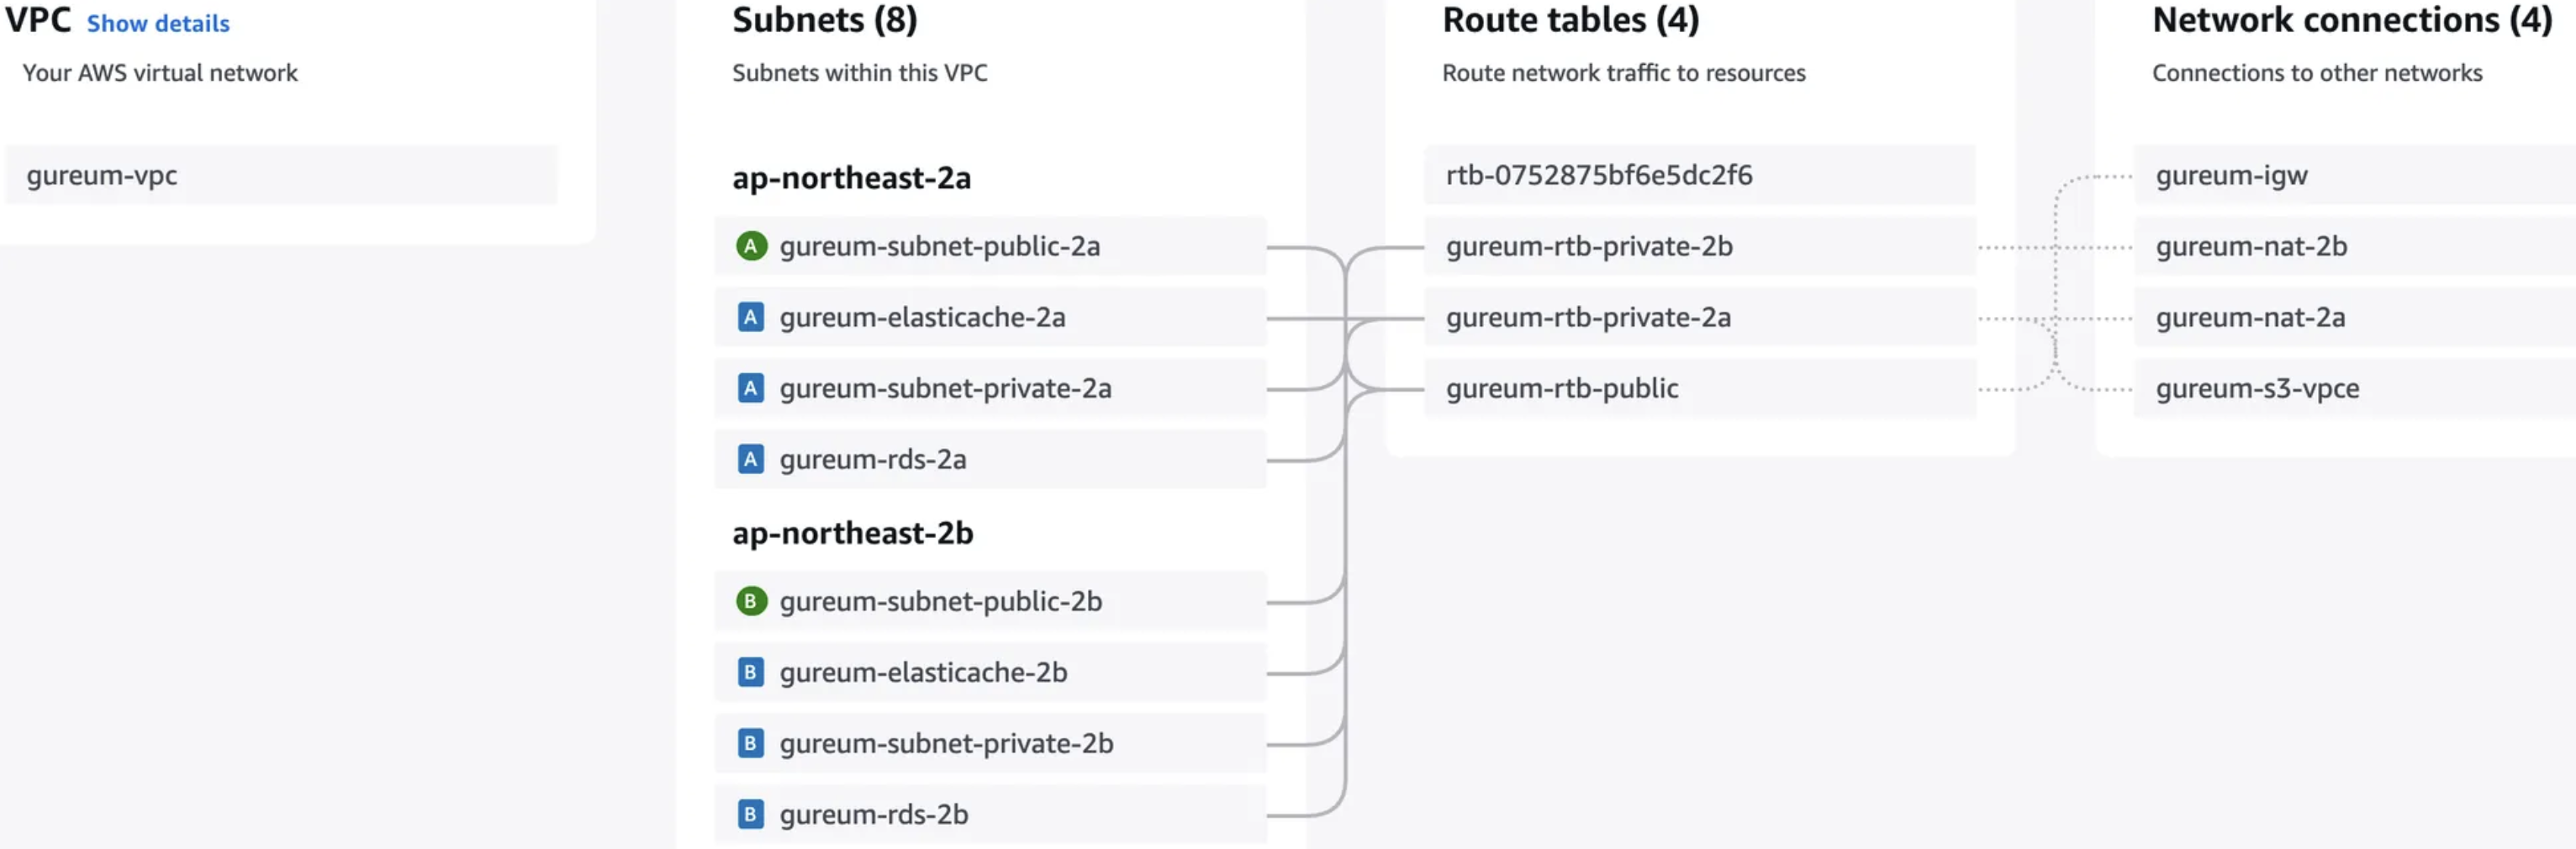 VPC Show details
Your AWS virtual network
gureum-vpc
Subnets (8)
Subnets within this VPC
ap-northeast-2a
A gureum-subnet-public-2a
A gureum-elasticache-2a
A gureum-subnet-private-2a
A gureum-rds-2a
ap-northeast-2b
B gureum-subnet-public-2b
B gureum-elasticache-2b
B gureum-subnet-private-2b
B gureum-rds-2b
Route tables (4)
Route network traffic to resources
rtb-0752875bf6e5dc2f6
gureum-rtb-private-2b
gureum-rtb-private-2a
gureum-rtb-public
Network connections (4)
Connections to other networks
gureum-igw
gureum-nat-2b
gureum-nat-2a
gureum-s3-vpce